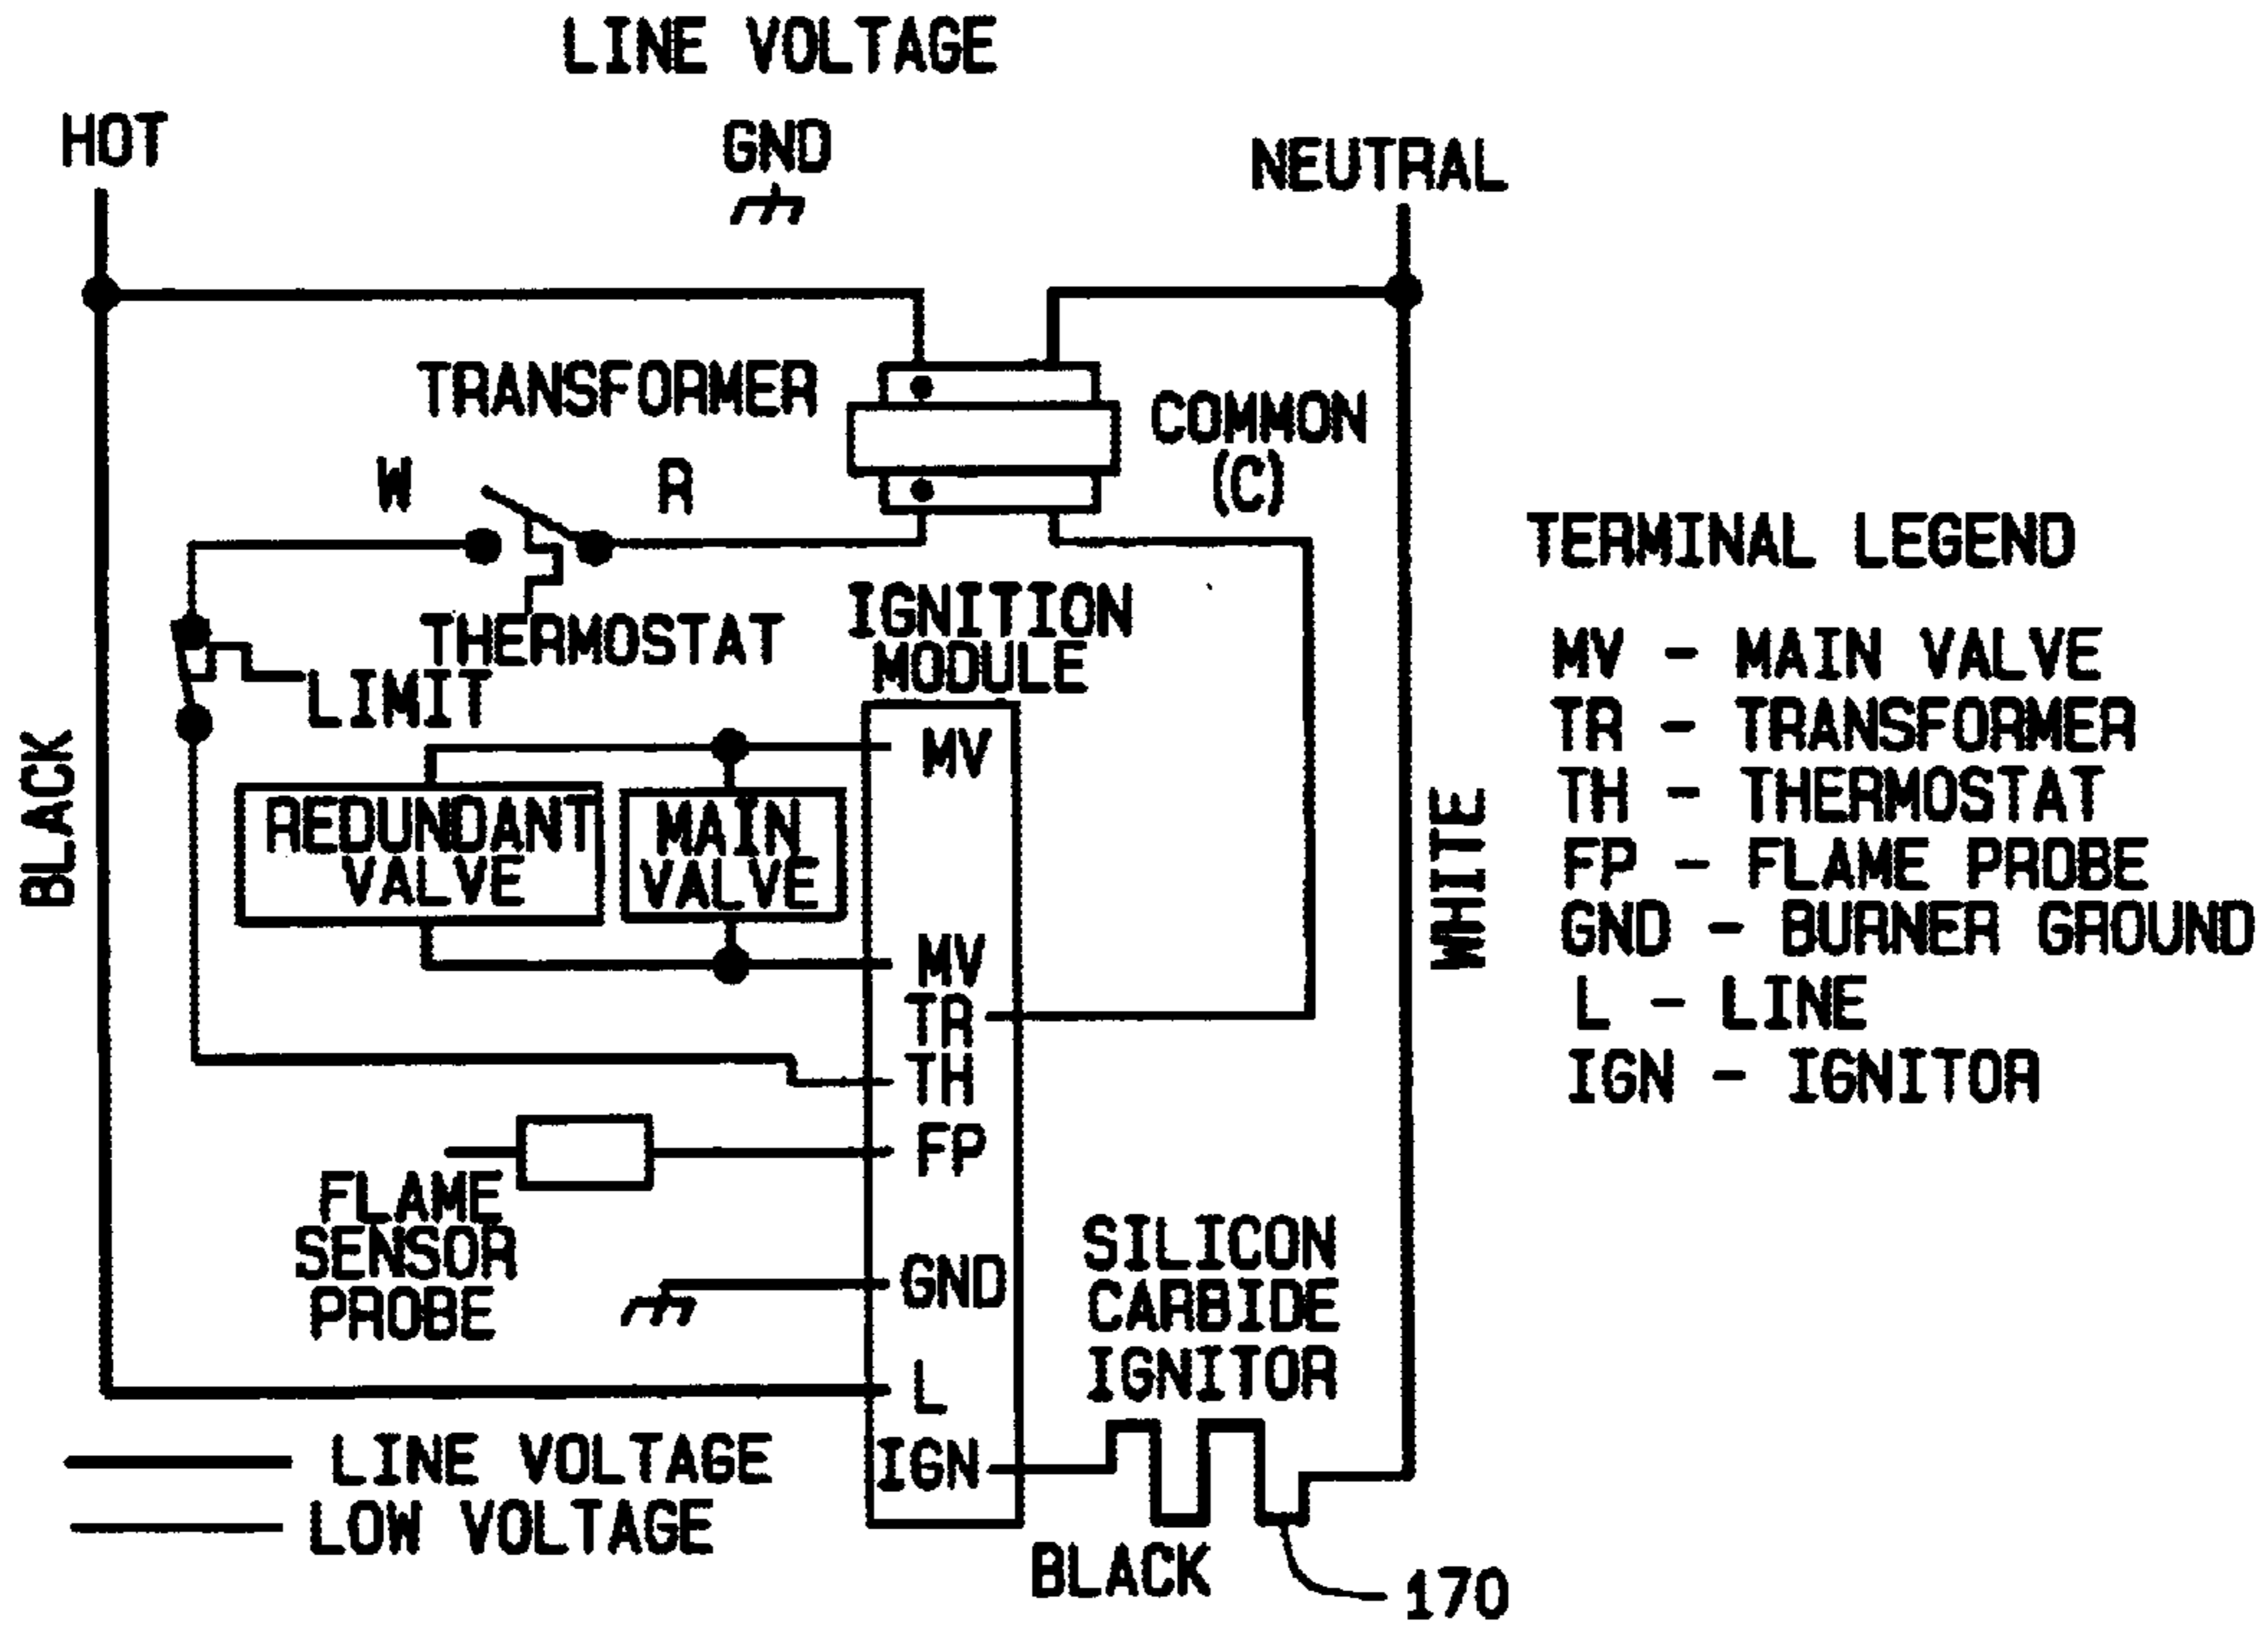 LINE VOLTAGE
HOT
GND
NEUTRAL
TRANSFORMER
COMMON
(C)
W
R
THERMOSTAT
LIMIT
IGNITION
MODULE
BLACK
REDUNDANT
VALVE
MAIN
VALVE
MV
MV
TR
TH
FP
GND
L
IGN
WHITE
FLAME
SENSOR
PROBE
SILICON
CARBIDE
IGNITOR
BLACK
170
LINE VOLTAGE
LOW VOLTAGE
TERMINAL LEGEND
MV - MAIN VALVE
TR - TRANSFORMER
TH - THERMOSTAT
FP - FLAME PROBE
GND - BURNER GROUND
L - LINE
IGN - IGNITOR